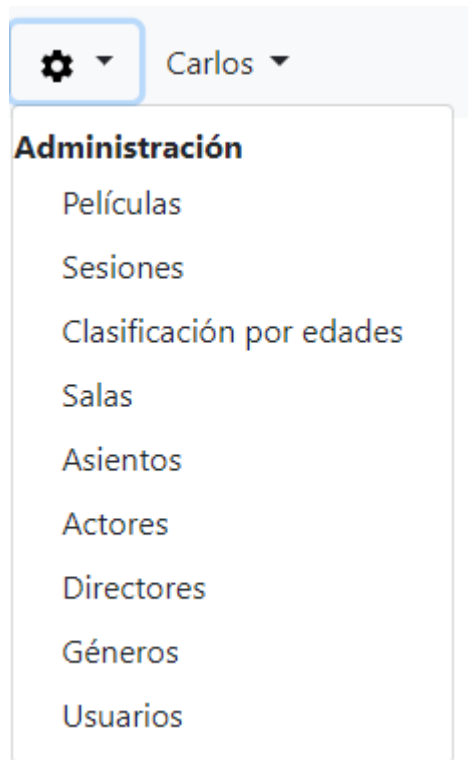 Carlos
Administración
Películas
Sesiones
Clasificación por edades
Salas
Asientos
Actores
Directores
Géneros
Usuarios